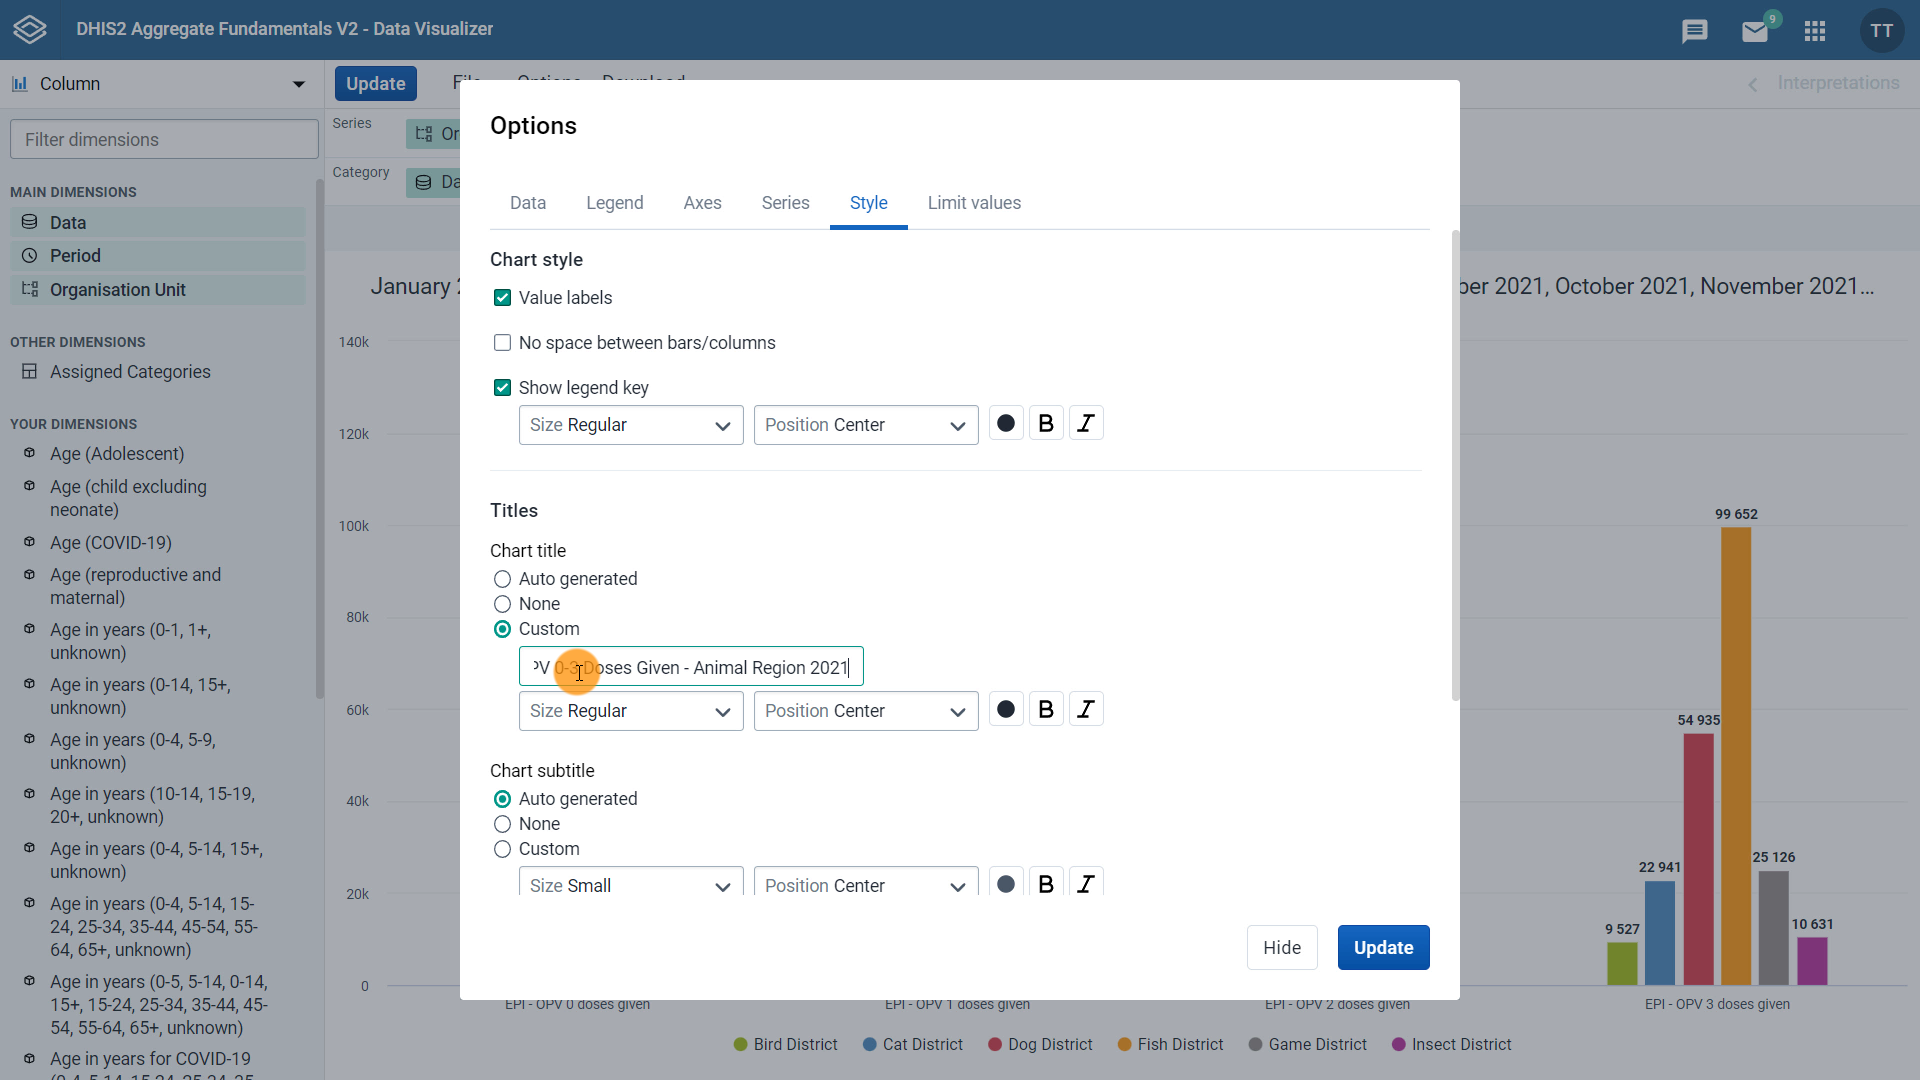 DHIS2 Aggregate Fundamentals V2 - Data Visualizer
9
TT
Column
Update
Interpretations
Filter dimensions
Series
Or
Category
Da
MAIN DIMENSIONS
Data
Period
Organisation Unit
OTHER DIMENSIONS
Assigned Categories
YOUR DIMENSIONS
Age (Adolescent)
Age (child excluding
neonate)
Age (COVID-19)
Age (reproductive and
maternal)
Age in years (0-1, 1+,
unknown)
Age in years (0-14, 15+,
unknown)
Age in years (0-4, 5-9,
unknown)
Age in years (10-14, 15-19,
20+, unknown)
Age in years (0-4, 5-14, 15+,
unknown)
Age in years (0-4, 5-14, 15-
24, 25-34, 35-44, 45-54, 55-
64, 65+, unknown)
Age in years (0-5, 5-14, 0-14,
15+, 15-24, 25-34, 35-44, 45-
54, 55-64, 65+, unknown)
Age in years for COVID-19
Options
Data
Legend
Axes
Series
Style
Limit values
Chart style
Value labels
No space between bars/columns
Show legend key
Size Regular
Position Center
B
I
Titles
Chart title
Auto generated
None
Custom
PV 0-3 Doses Given - Animal Region 2021
Size Regular
Position Center
B
I
Chart subtitle
Auto generated
None
Custom
Size Small
Position Center
B
I
Hide
Update
January 2
ber 2021, October 2021, November 2021...
140k
120k
100k
80k
60k
40k
20k
0
99 652
54 935
22 941
25 126
9 527
10 631
EPI - OPV 0 doses given
EPI - OPV 1 doses given
EPI - OPV 2 doses given
EPI - OPV 3 doses given
Bird District
Cat District
Dog District
Fish District
Game District
Insect District